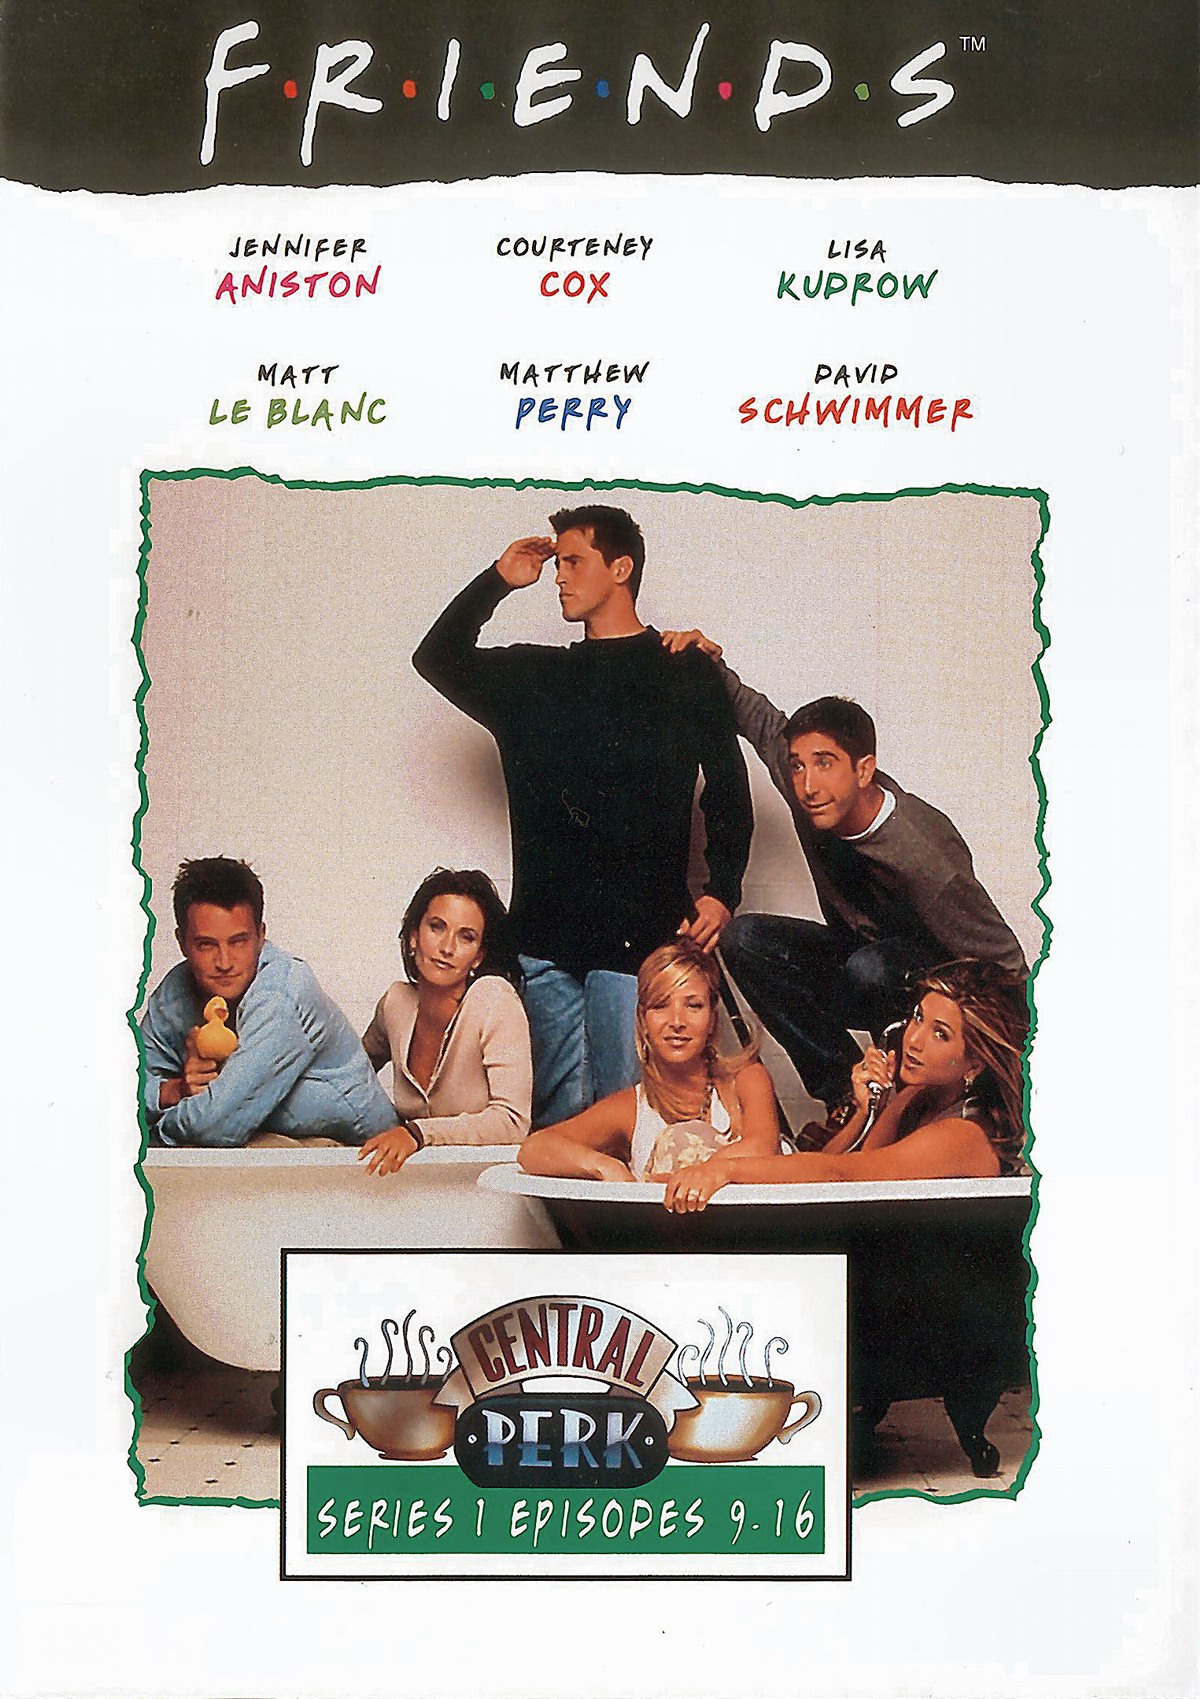 F·R·I·E·N·D·S™
JENNIFER
ANISTON
COURTENEY
COX
LISA
KUDROW
MATT
LE BLANC
MATTHEW
PERRY
DAVID
SCHWIMMER
CENTRAL
PERK
SERIES 1 EPISODES 9-16